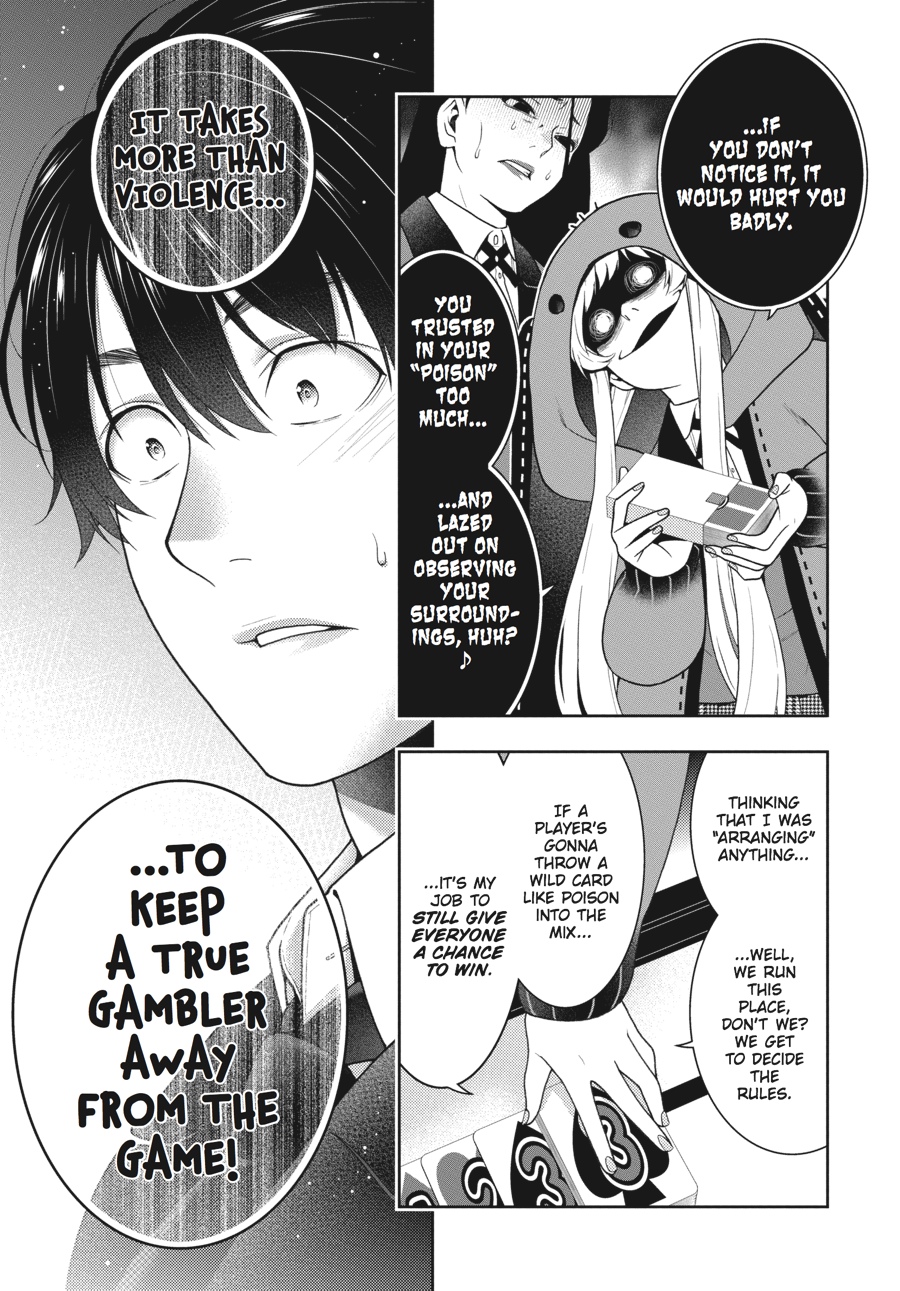 ...IF
YOU DON'T
NOTICE IT, IT
WOULD HURT YOU
BADLY.
YOU
TRUSTED
IN YOUR
"POISON"
TOO
MUCH...
...AND
LAZED
OUT ON
OBSERVING
YOUR
SURROUND-
INGS, HUH?
♪
THINKING
THAT I WAS
"ARRANGING"
ANYTHING...
...WELL,
WE RUN
THIS
PLACE,
DON'T WE?
WE GET
TO DECIDE
THE
RULES.
IF A
PLAYER'S
GONNA
THROW A
WILD CARD
LIKE POISON
INTO THE
MIX...
...IT'S MY
JOB TO
STILL GIVE
EVERYONE
A CHANCE
TO WIN.
2
2
3
3
IT TAKES
MORE THAN
VIOLENCE...
...TO
KEEP
A TRUE
GAMBLER
AWAY
FROM THE
GAME!